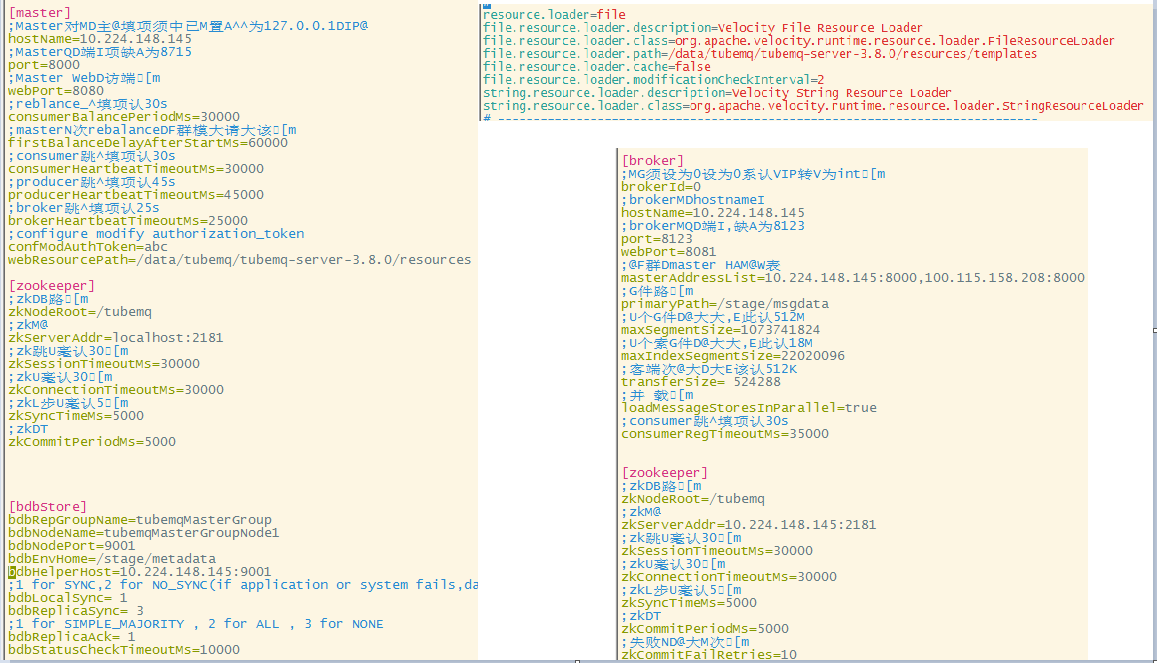 [master]
;Master对MD主@填项须中已M置A^^为127.0.0.1DIP@
hostName=10.224.148.145
;MasterQD端I项缺A为8715
port=8000
;Master WebD访端[m
webPort=8080
;reblance_^填项认30s
consumerBalancePeriodMs=30000
;masterN次rebalanceDF群模大请大该[m
firstBalanceDelayAfterStartMs=60000
;consumer跳^填项认30s
consumerHeartbeatTimeoutMs=30000
;producer跳^填项认45s
producerHeartbeatTimeoutMs=45000
;broker跳^填项认25s
brokerHeartbeatTimeoutMs=25000
;configure modify authorization_token
confModAuthToken=abc
webResourcePath=/data/tubemq/tubemq-server-3.8.0/resources
[zookeeper]
;zkDB路[m
zkNodeRoot=/tubemq
;zkM@
zkServerAddr=localhost:2181
;zk跳U毫认30[m
zkSessionTimeoutMs=30000
;zkU毫认30[m
zkConnectionTimeoutMs=30000
;zkL步U毫认5[m
zkSyncTimeMs=5000
;zkDT
zkCommitPeriodMs=5000
[bdbStore]
bdbRepGroupName=tubemqMasterGroup
bdbNodeName=tubemqMasterGroupNode1
bdbNodePort=9001
bdbEnvHome=/stage/metadata
bdbHelperHost=10.224.148.145:9001
;1 for SYNC,2 for NO_SYNC(if application or system fails,da
bdbLocalSync= 1
bdbReplicaSync= 3
;1 for SIMPLE_MAJORITY , 2 for ALL , 3 for NONE
bdbReplicaAck= 1
bdbStatusCheckTimeoutMs=10000
#
resource.loader=file
file.resource.loader.description=Velocity File Resource Loader
file.resource.loader.class=org.apache.velocity.runtime.resource.loader.FileResourceLoader
file.resource.loader.path=/data/tubemq/tubemq-server-3.8.0/resources/templates
file.resource.loader.cache=false
file.resource.loader.modificationCheckInterval=2
string.resource.loader.description=Velocity String Resource Loader
string.resource.loader.class=org.apache.velocity.runtime.resource.loader.StringResourceLoader
# -------------------------------------------------------------------
[broker]
;MG须设为0设为0系认VIP转V为int[m
brokerId=0
;brokerMDhostnameI
hostName=10.224.148.145
;brokerMQD端I,缺A为8123
port=8123
webPort=8081
;@F群Dmaster HAM@W表
masterAddressList=10.224.148.145:8000,100.115.158.208:8000
;G件路[m
primaryPath=/stage/msgdata
;U个G件D@大大,E此认512M
maxSegmentSize=1073741824
;U个索G件D@大大,E此认18M
maxIndexSegmentSize=22020096
;客端次@大D大E该认512K
transferSize= 524288
;并 载[m
loadMessageStoresInParallel=true
;consumer跳^填项认30s
consumerRegTimeoutMs=35000
[zookeeper]
;zkDB路[m
zkNodeRoot=/tubemq
;zkM@
zkServerAddr=10.224.148.145:2181
;zk跳U毫认30[m
zkSessionTimeoutMs=30000
;zkU毫认30[m
zkConnectionTimeoutMs=30000
;zkL步U毫认5[m
zkSyncTimeMs=5000
;zkDT
zkCommitPeriodMs=5000
;失败ND@大M次[m
zkCommitFailRetries=10